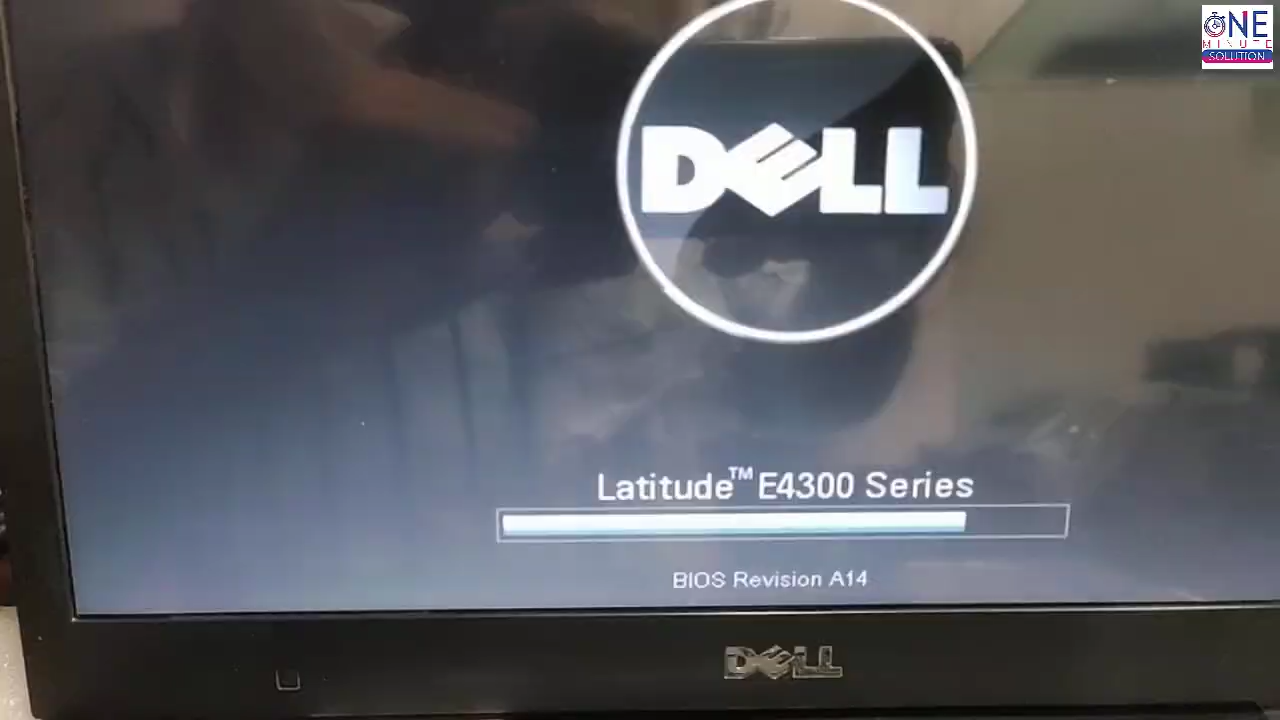 ONE
MINUTE
SOLUTION
DELL
Latitude™ E4300 Series
BIOS Revision A14
DELL